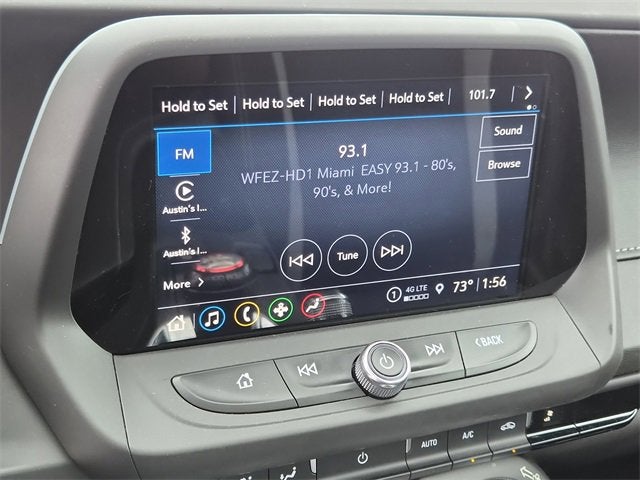 Hold to Set Hold to Set Hold to Set Hold to Set 101.7
FM
93.1
Sound
WFEZ-HD1 Miami EASY 93.1 - 80's,
90's, & More!
Browse
Austin's I...
Austin's I...
Tune
More
1 4G LTE 73° 1:56
BACK
AUTO A/C